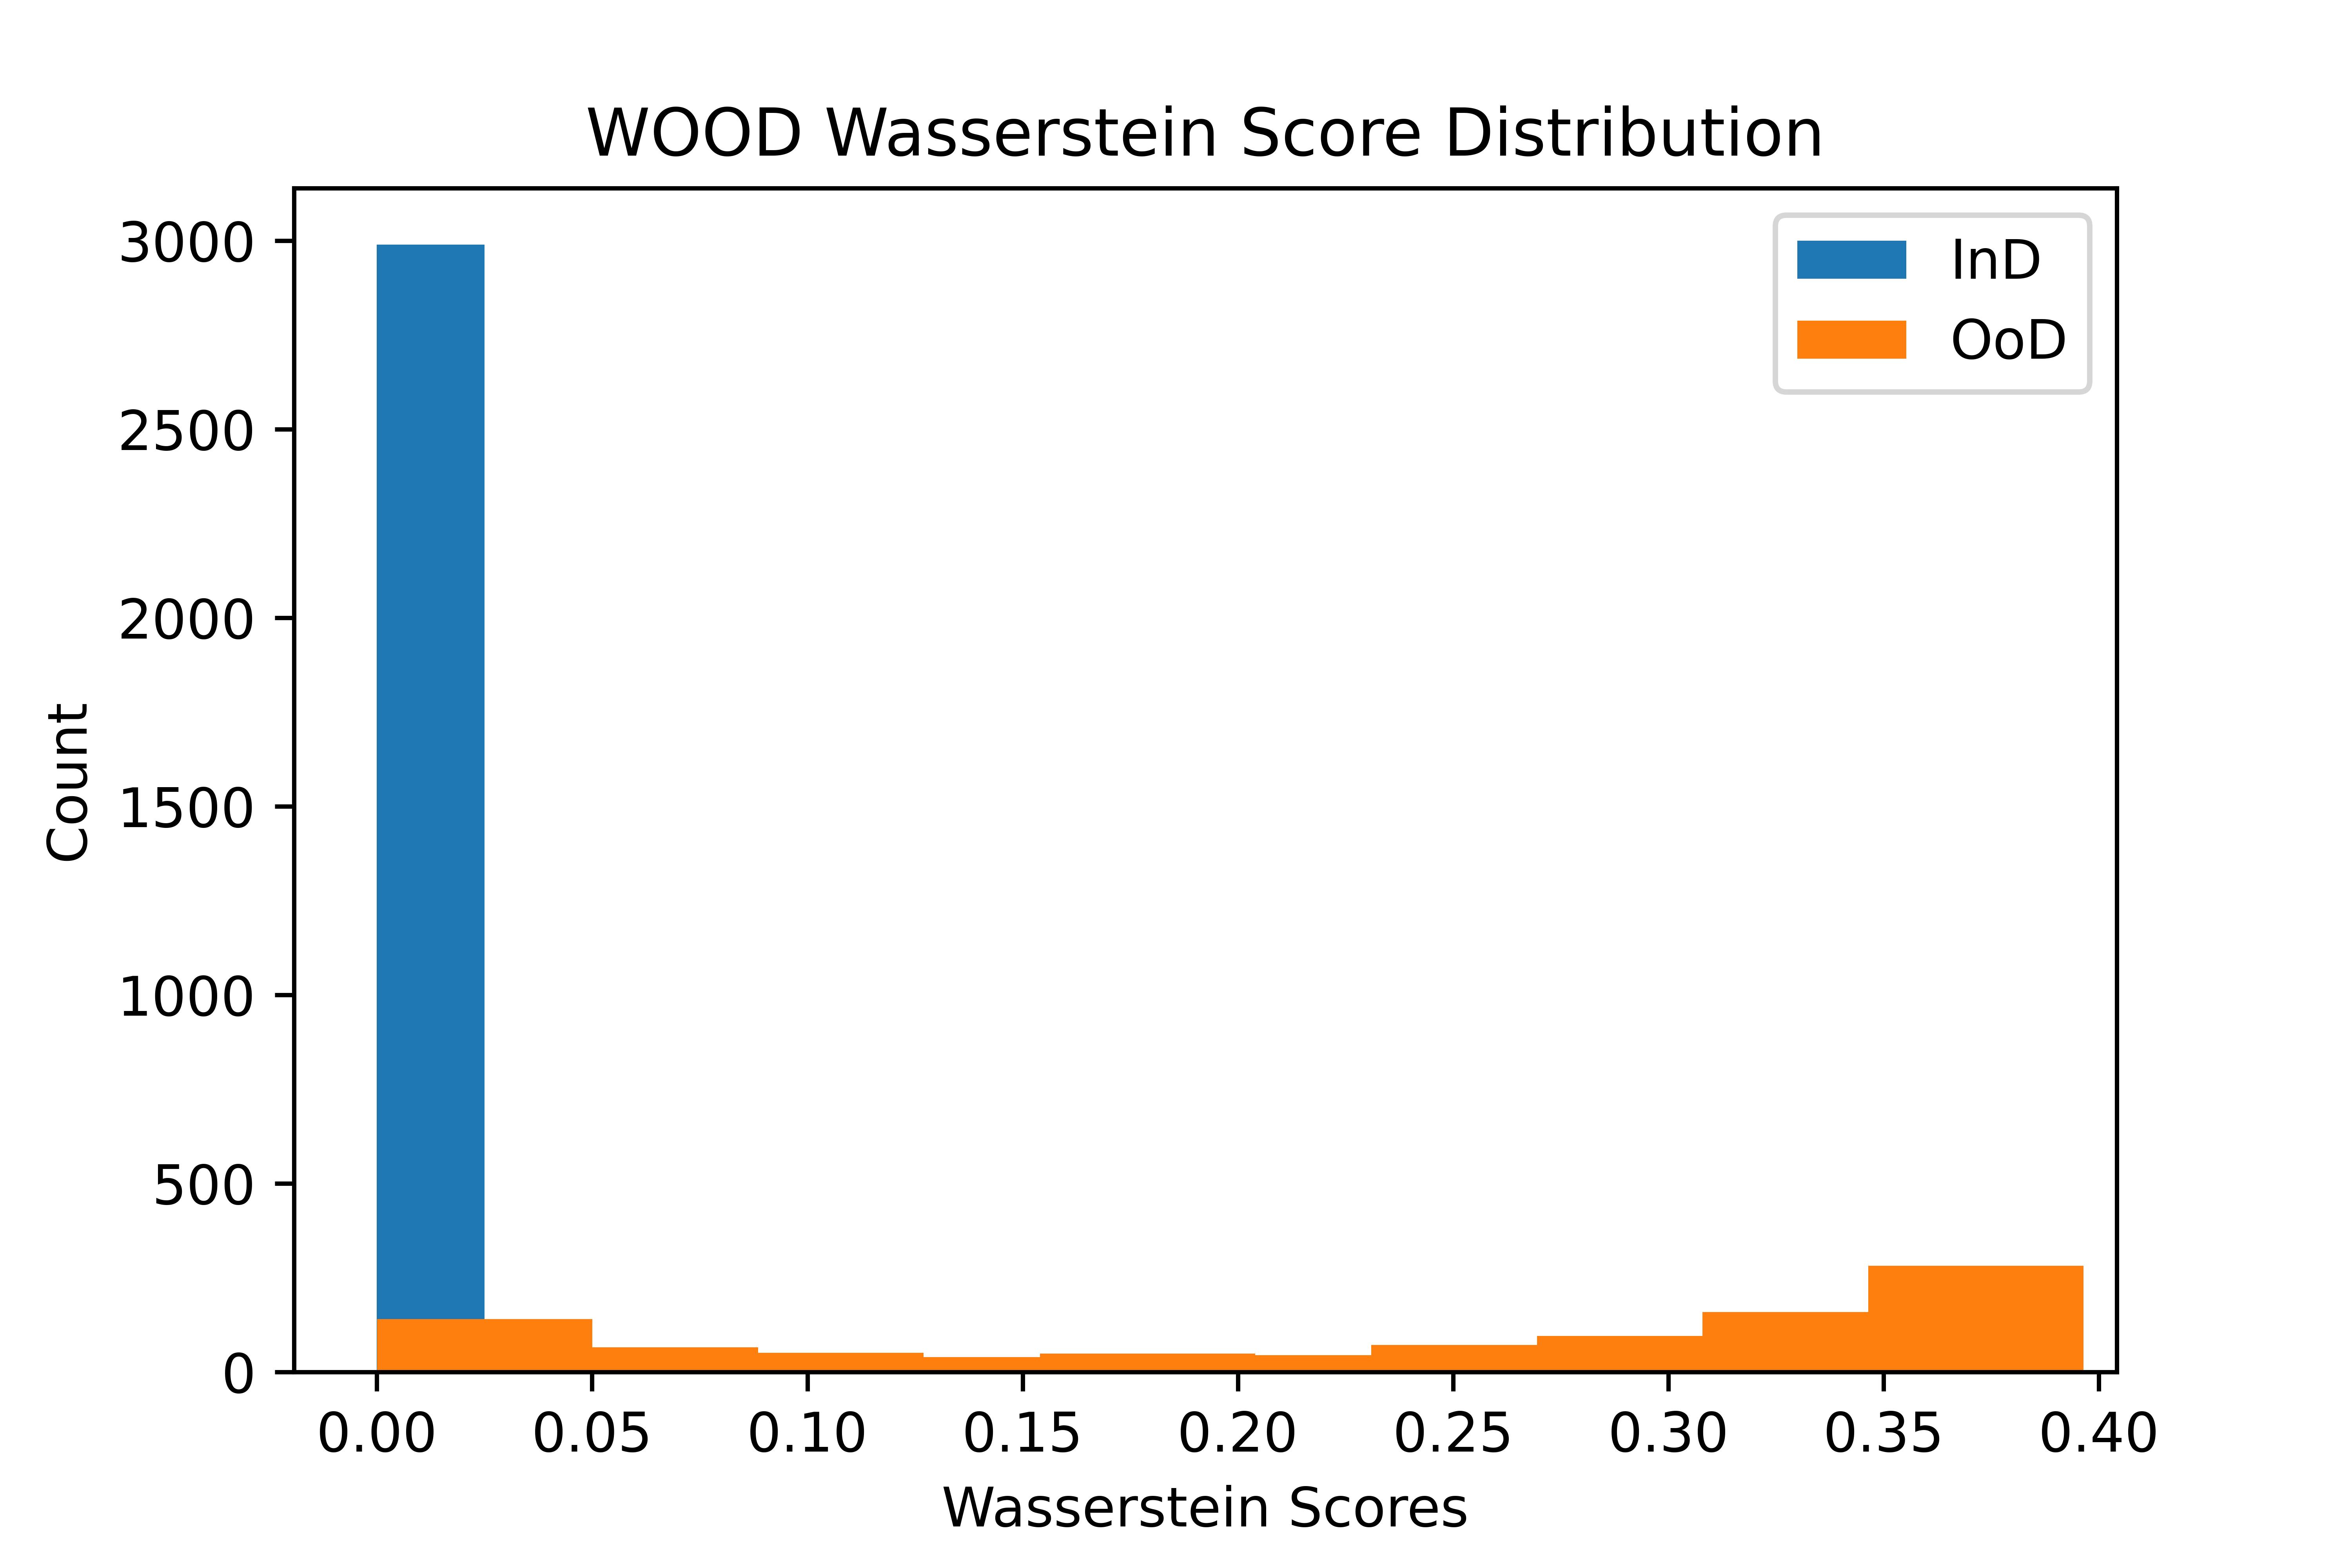 WOOD Wasserstein Score Distribution
InD
OoD
3000
2500
2000
1500
1000
500
0
Count
0.00 0.05 0.10 0.15 0.20 0.25 0.30 0.35 0.40
Wasserstein Scores